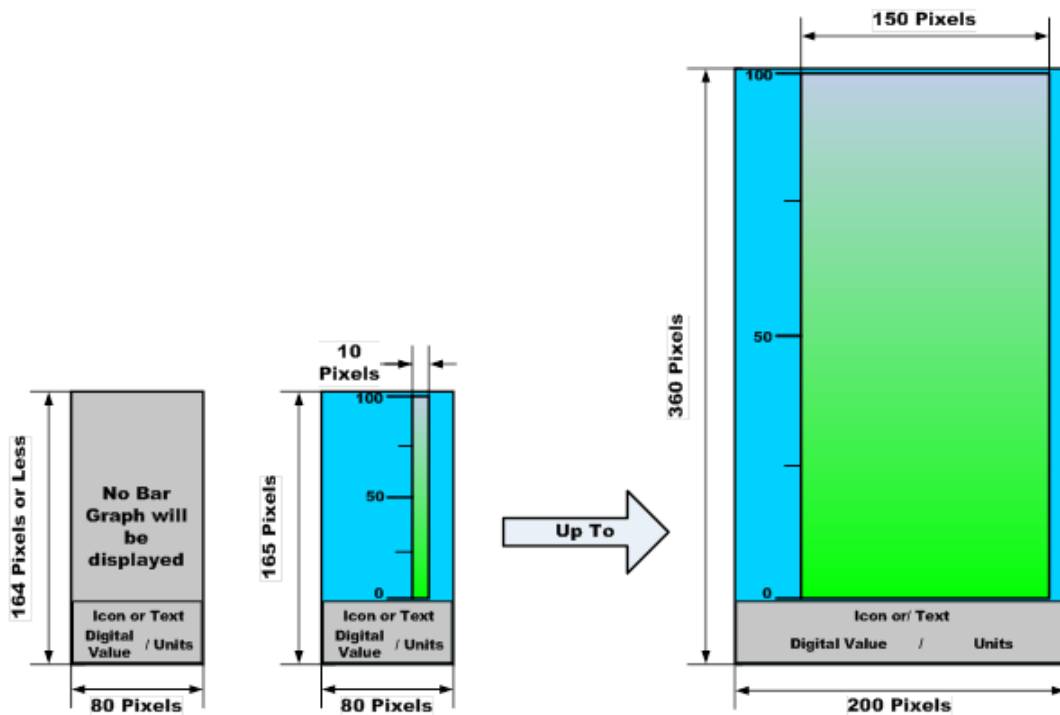 164 Pixels or Less
No Bar
Graph will
be
displayed
Icon or Text
Digital
Value / Units
80 Pixels
165 Pixels
10
Pixels
100
50
0
Icon or Text
Digital
Value / Units
80 Pixels
Up To
360 Pixels
150 Pixels
100
50
0
Icon or/ Text
Digital Value / Units
200 Pixels